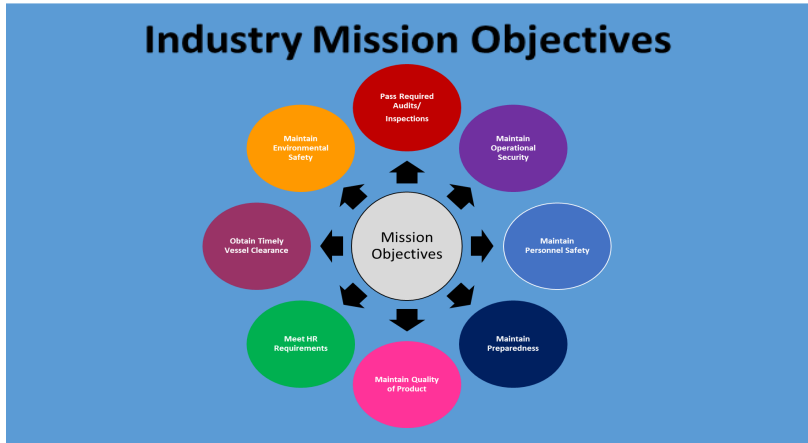 Industry Mission Objectives
Pass Required
Audits/
Inspections
Maintain
Operational
Security
Maintain
Personnel Safety
Maintain
Preparedness
Maintain Quality
of Product
Meet HR
Requirements
Obtain Timely
Vessel Clearance
Maintain
Environmental
Safety
Mission
Objectives